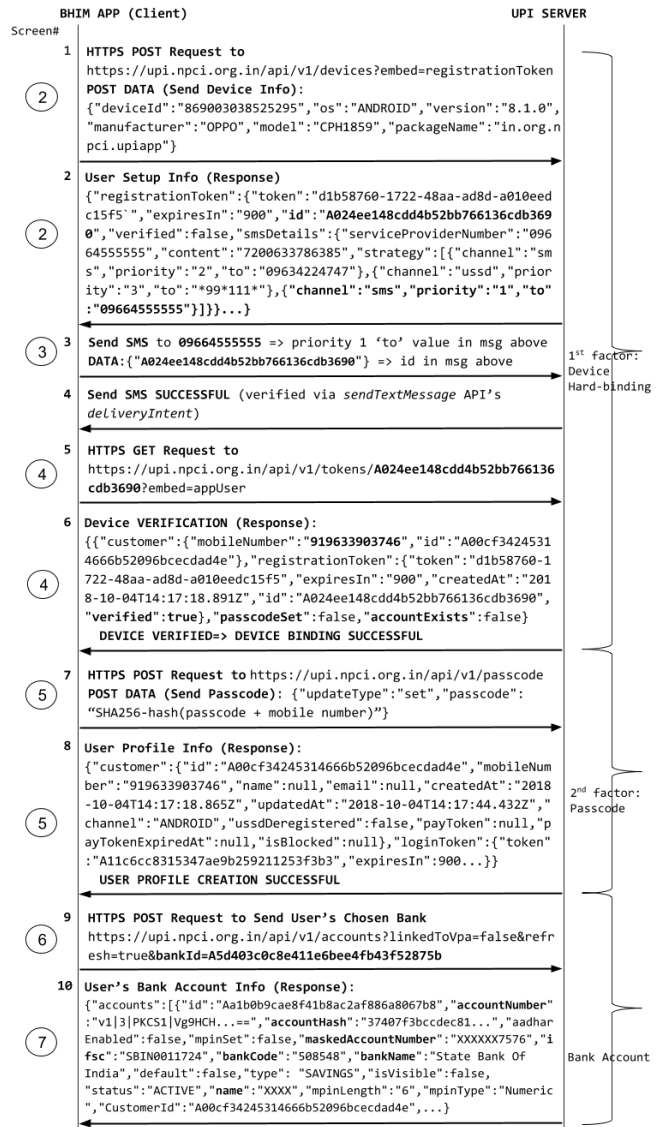 BHIM APP (Client) UPI SERVER
Screen#
1 HTTPS POST Request to
https://upi.npci.org.in/api/v1/devices?embed=registrationToken
2 POST DATA (Send Device Info):
{"deviceId":"869003038525295","os":"ANDROID","version":"8.1.0",
"manufacturer":"OPPO","model":"CPH1859","packageName":"in.org.n
pci.upiapp"}
2 User Setup Info (Response)
{"registrationToken":{"token":"d1b58760-1722-48aa-ad8d-a010eed
c15f5`","expiresIn":"900","id":"A024ee148cdd4b52bb766136cdb369
2 0","verified":false,"smsDetails":{"serviceProviderNumber":"096
64555555","content":"7200633786385","strategy":[{"channel":"sm
s","priority":"2","to":"09634224747"},{"channel":"ussd","prior
ity":"3","to":"*99*111*"},{"channel":"sms","priority":"1","to"
:"09664555555"}]}}...}
3 Send SMS to 09664555555 => priority 1 ‘to’ value in msg above
3 DATA:{"A024ee148cdd4b52bb766136cdb3690"} => id in msg above
1st factor:
Device
Hard-binding
4 Send SMS SUCCESSFUL (verified via sendTextMessage API's
deliveryIntent)
5 HTTPS GET Request to
4 https://upi.npci.org.in/api/v1/tokens/A024ee148cdd4b52bb766136
cdb3690?embed=appUser
6 Device VERIFICATION (Response):
{{"customer":{"mobileNumber":"919633903746","id":"A00cf3424531
4666b52096bcecdad4e"},"registrationToken":{"token":"d1b58760-1
4 722-48aa-ad8d-a010eedc15f5","expiresIn":"900","createdAt":"201
8-10-04T14:17:18.891Z","id":"A024ee148cdd4b52bb766136cdb3690",
"verified":true},"passcodeSet":false,"accountExists":false}
DEVICE VERIFIED=> DEVICE BINDING SUCCESSFUL
7 HTTPS POST Request to https://upi.npci.org.in/api/v1/passcode
5 POST DATA (Send Passcode): {"updateType":"set","passcode":
“SHA256-hash(passcode + mobile number)”"}
8 User Profile Info (Response):
{"customer":{"id":"A00cf34245314666b52096bcecdad4e","mobileNum
ber":"919633903746","name":null,"email":null,"createdAt":"2018
-10-04T14:17:18.865Z","updatedAt":"2018-10-04T14:17:44.432Z","
5 channel":"ANDROID","ussdDeregistered":false,"payToken":null,"p
ayTokenExpiredAt":null,"isBlocked":null},"loginToken":{"token"
:"A11c6cc8315347ae9b259211253f3b3","expiresIn":900...}}
USER PROFILE CREATION SUCCESSFUL
2nd factor:
Passcode
9 HTTPS POST Request to Send User’s Chosen Bank
6 https://upi.npci.org.in/api/v1/accounts?linkedToVpa=false&refr
esh=true&bankId=A5d403c0c8e411e6bee4fb43f52875b
10 User’s Bank Account Info (Response):
{"accounts":[{"id":"Aa1b0b9cae8f41b8ac2af886a8067b8","accountNumber"
:"v1|3|PKCS1|Vg9HCH...==","accountHash":"37407f3bccdec81...","aadhar
7 Enabled":false,"mpinSet":false,"maskedAccountNumber":"XXXXXX7576","i
fsc":"SBIN0011724","bankCode":"508548","bankName":"State Bank Of
India","default":false,"type": "SAVINGS","isVisible":false,
"status":"ACTIVE","name":"XXXX","mpinLength":"6","mpinType":"Numeric
","CustomerId":"A00cf34245314666b52096bcecdad4e",...}
Bank Account